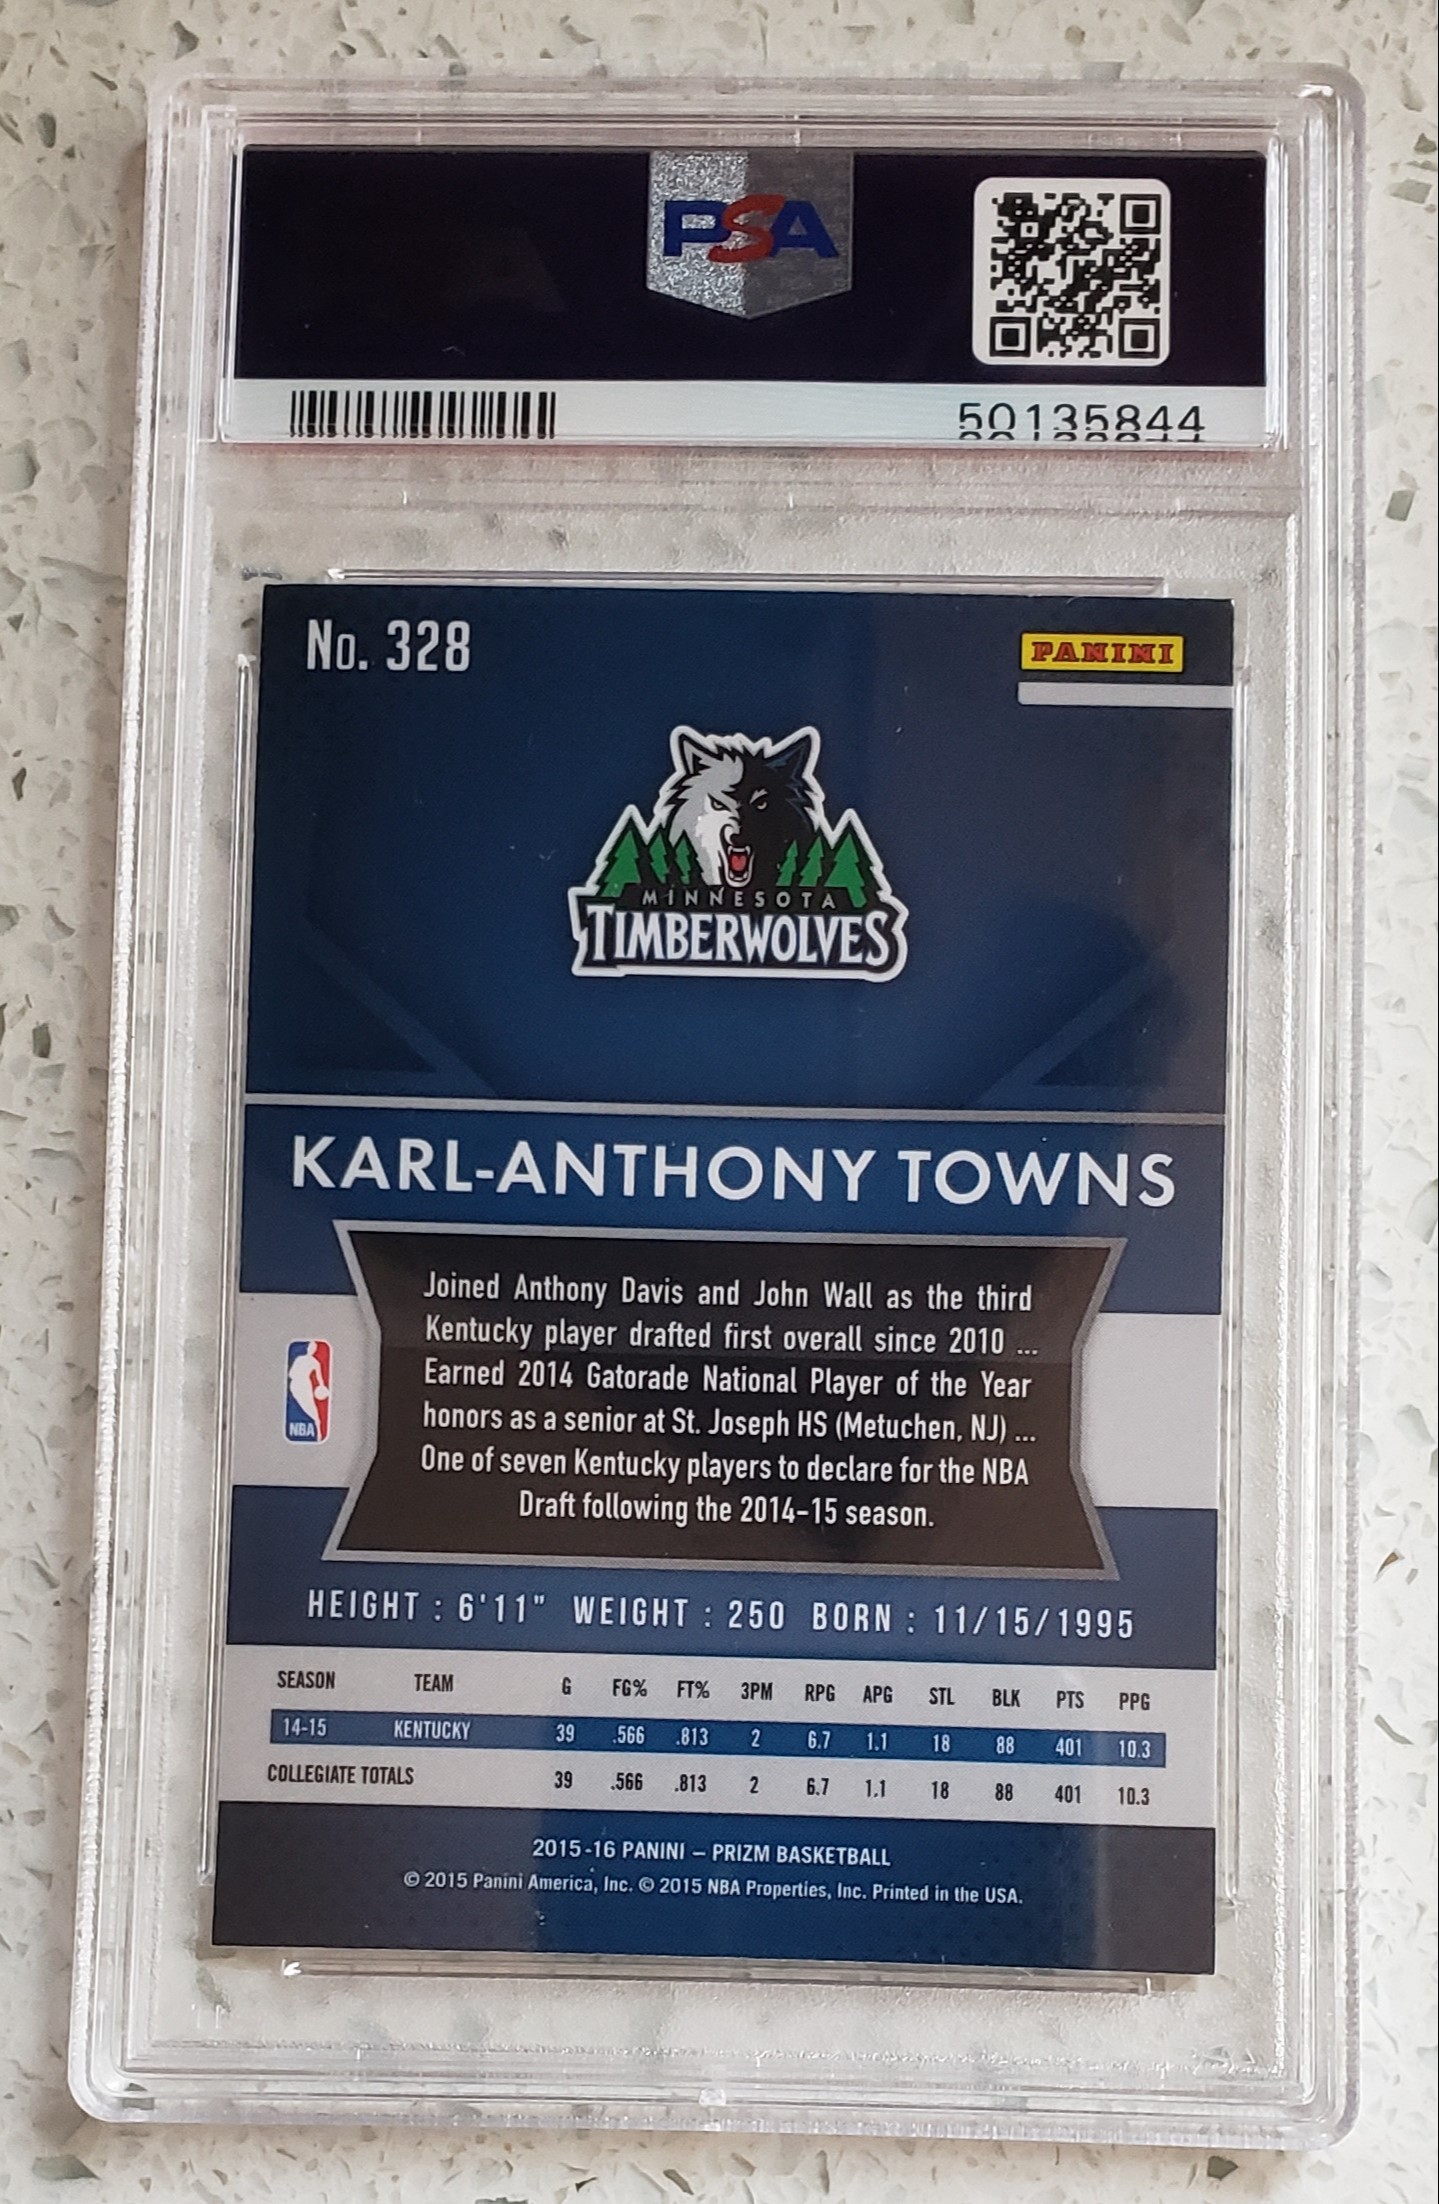 PSA
50135844
No. 328
PANINI
MINNESOTA
TIMBERWOLVES
KARL-ANTHONY TOWNS
Joined Anthony Davis and John Wall as the third
Kentucky player drafted first overall since 2010 ...
Earned 2014 Gatorade National Player of the Year
honors as a senior at St. Joseph HS (Metuchen, NJ) ...
One of seven Kentucky players to declare for the NBA
Draft following the 2014-15 season.
NBA
HEIGHT : 6'11" WEIGHT : 250 BORN : 11/15/1995
SEASON TEAM G FG% FT% 3PM RPG APG STL BLK PTS PPG
14-15 KENTUCKY 39 .566 .813 2 6.7 1.1 18 88 401 10.3
COLLEGIATE TOTALS 39 .566 .813 2 6.7 1.1 18 88 401 10.3
2015-16 PANINI – PRIZM BASKETBALL
© 2015 Panini America, Inc. © 2015 NBA Properties, Inc. Printed in the USA.